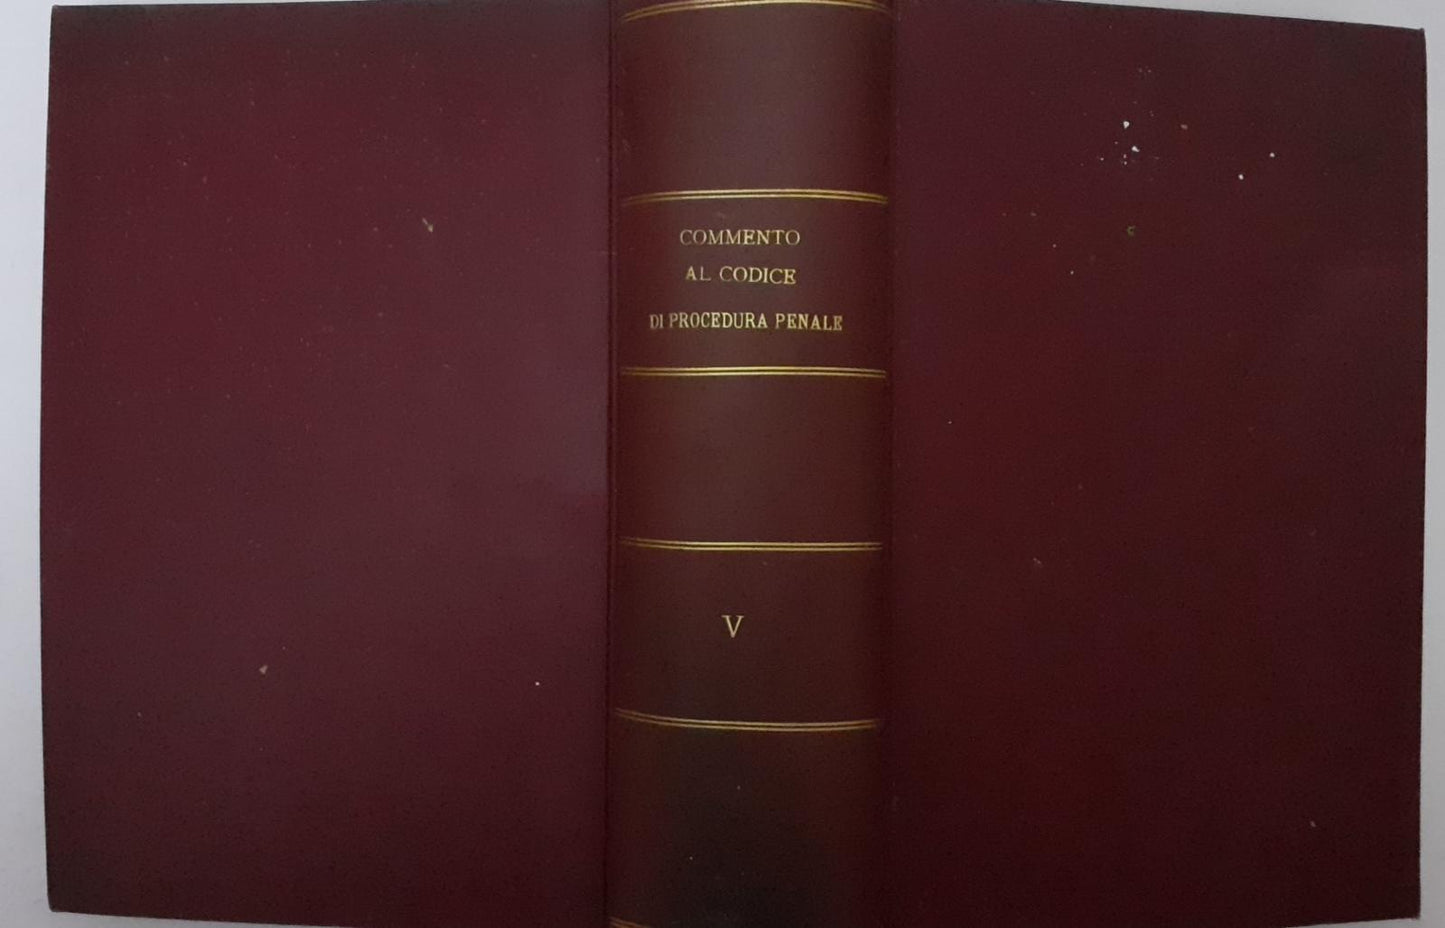 COMMENTO
AL CODICE
DI PROCEDURA PENALE
V